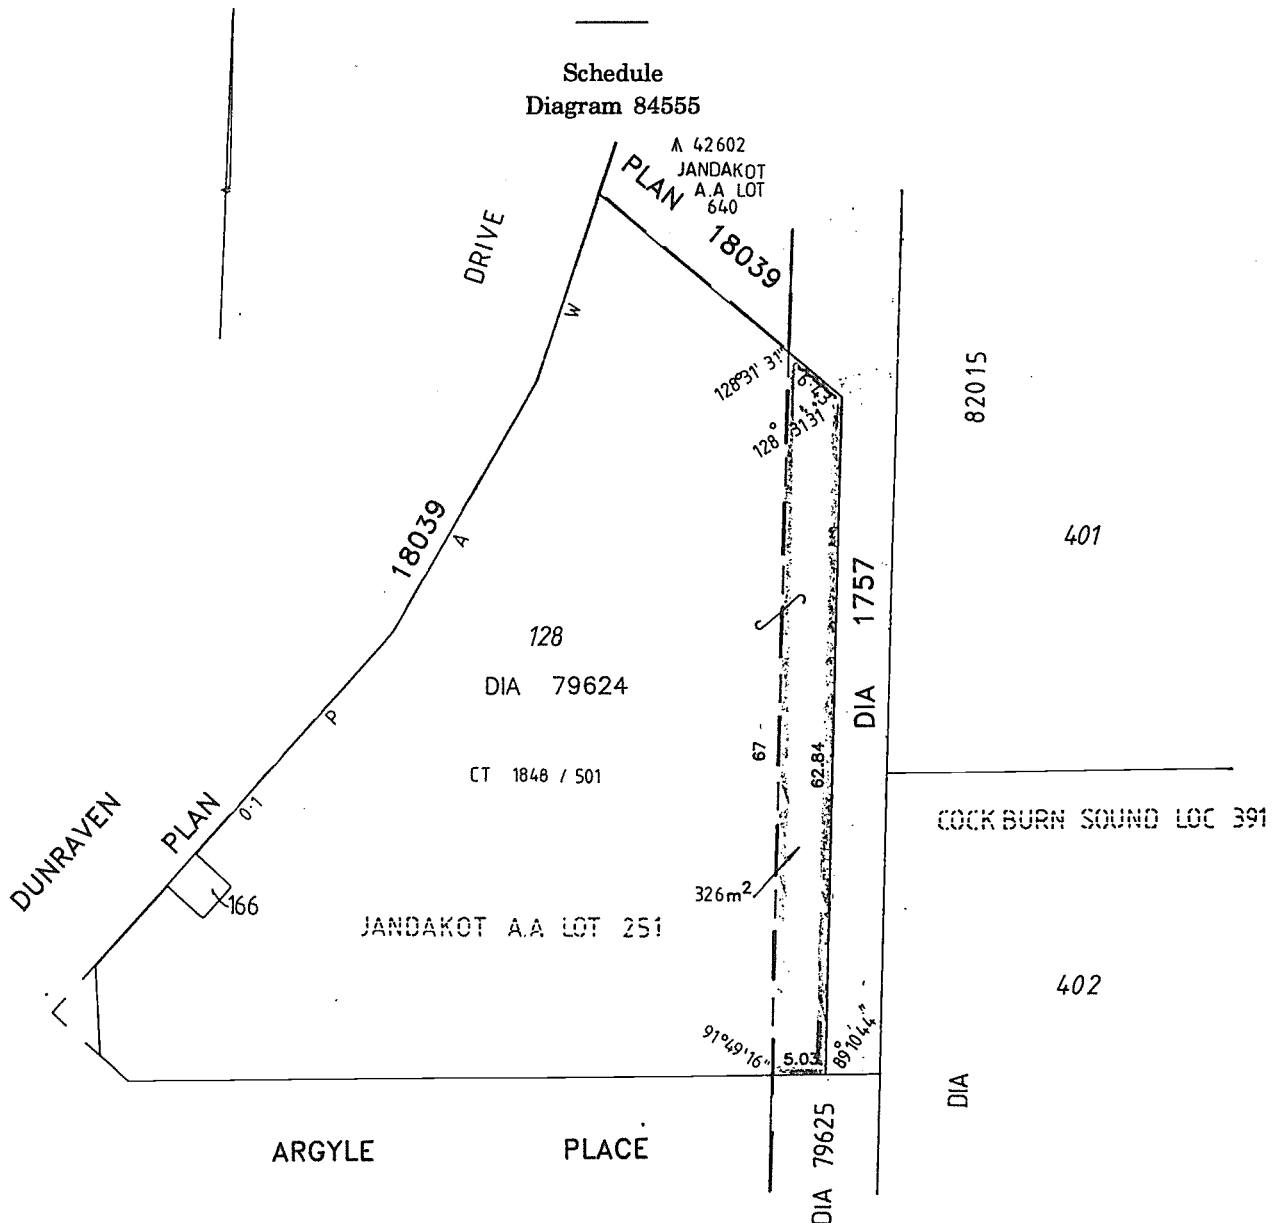 Schedule
Diagram 84555
A 42602
JANDAKOT
A.A LOT
640
PLAN 18039
DRIVE
W
128°31' 31"
6.43
128° 31 31"
82015
401
18039
A
128
DIA 79624
CT 1848 / 501
DIA 1757
67
62.84
P
0.1
PLAN
DUNRAVEN
166
COCKBURN SOUND LOC 391
326m²
JANDAKOT A.A LOT 251
402
91°49'16"
5.03
89°10'44"
DIA
ARGYLE PLACE
DIA 79625